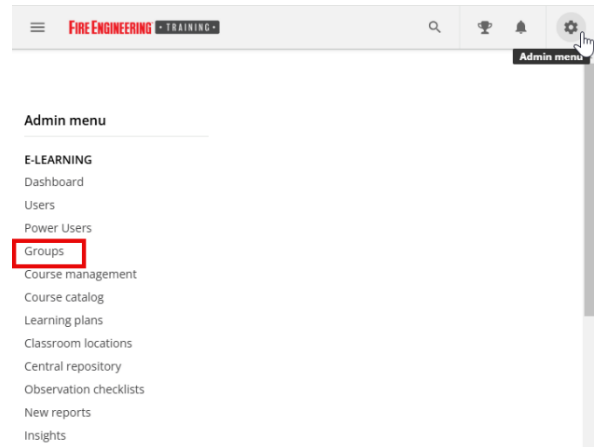 FIRE ENGINEERING • TRAINING •
Admin menu
Admin menu
E-LEARNING
Dashboard
Users
Power Users
Groups
Course management
Course catalog
Learning plans
Classroom locations
Central repository
Observation checklists
New reports
Insights